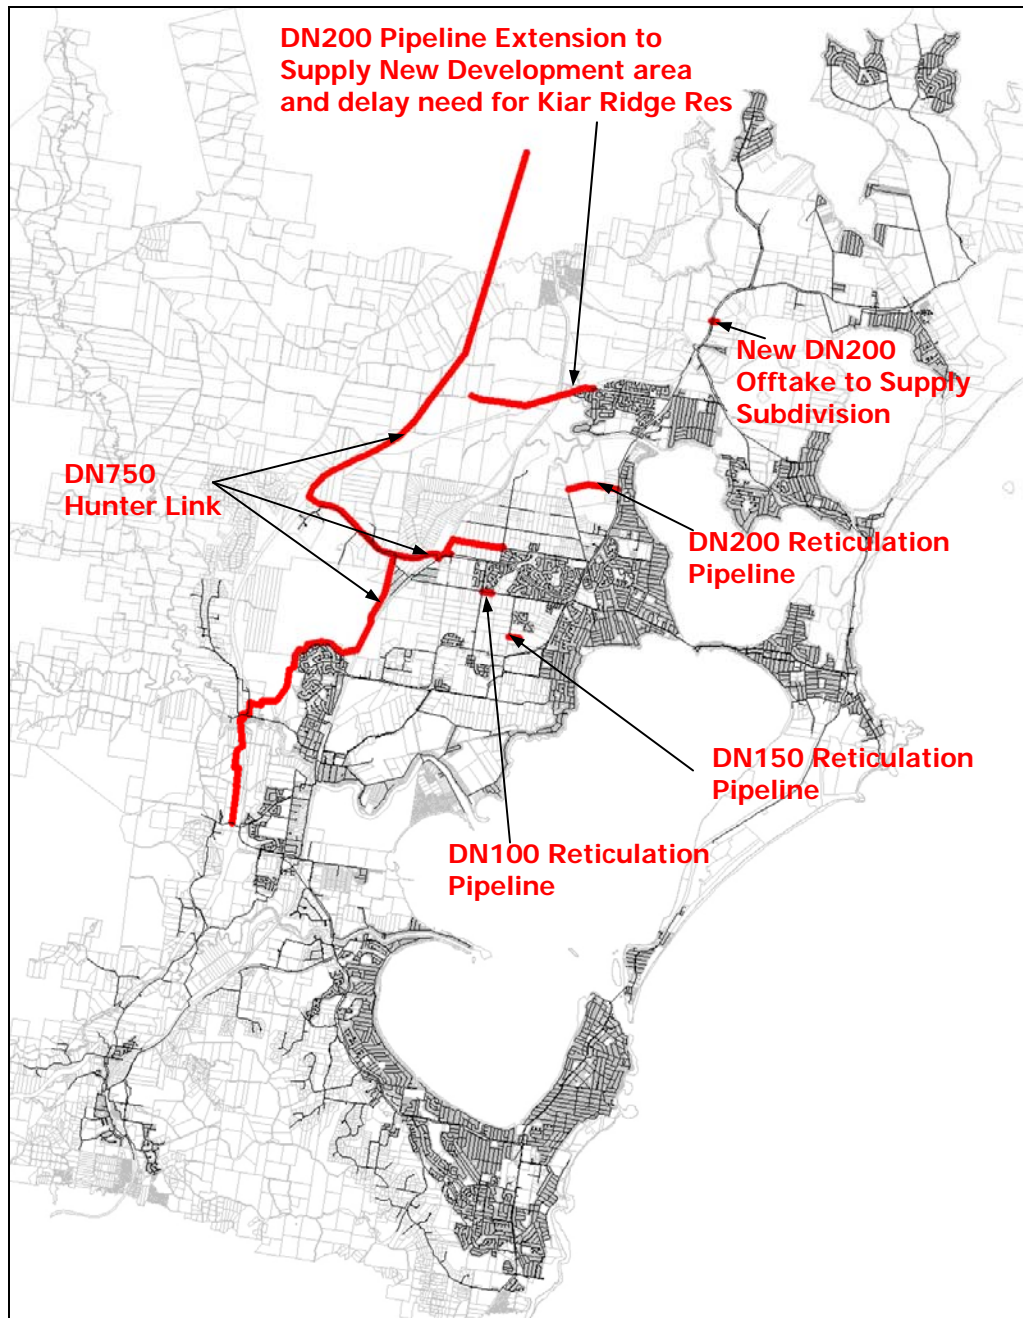 DN200 Pipeline Extension to
Supply New Development area
and delay need for Kiar Ridge Res
New DN200
Offtake to Supply
Subdivision
DN750
Hunter Link
DN200 Reticulation
Pipeline
DN150 Reticulation
Pipeline
DN100 Reticulation
Pipeline